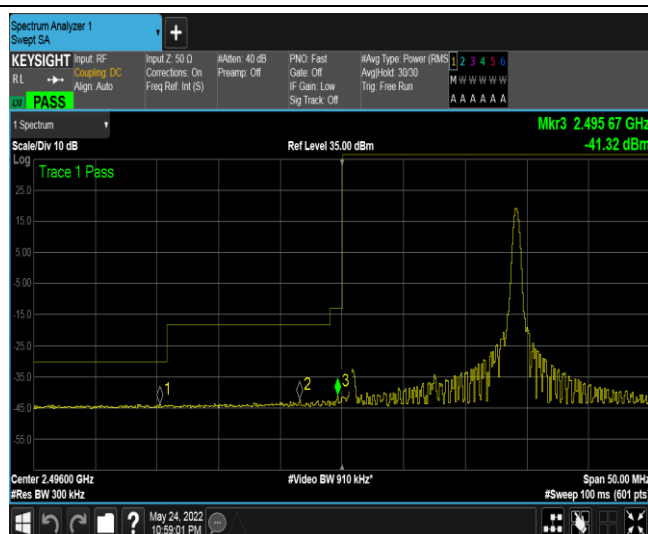 Spectrum Analyzer 1
Swept SA
+
KEYSIGHT
RL
PASS
Input: RF
Coupling: DC
Align: Auto
Input Z: 50 Ω
Corrections: On
Freq Ref: Int (S)
#Atten: 40 dB
Preamp: Off
PNO: Fast
Gate: Off
IF Gain: Low
Sig Track: Off
#Avg Type: Power (RMS
Avg|Hold: 30/30
Trig: Free Run
1 2 3 4 5 6
M W W W W W
A A A A A A
1 Spectrum
Mkr3 2.495 67 GHz
Scale/Div 10 dB
Ref Level 35.00 dBm
-41.32 dBm
Log
Trace 1 Pass
25.0
15.0
5.00
-5.00
-15.0
-25.0
-35.0
-45.0
-55.0
1
2
3
Center 2.49600 GHz
#Video BW 910 kHz*
Span 50.00 MHz
#Res BW 300 kHz
#Sweep 100 ms (601 pts)
?
May 24, 2022
10:59:01 PM